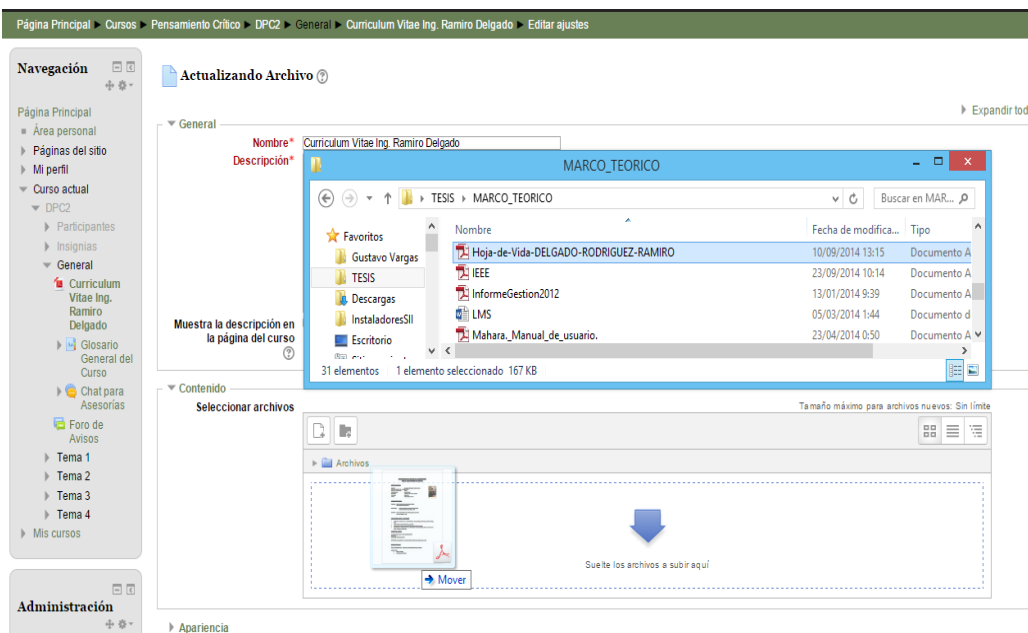 Página Principal ► Cursos ► Pensamiento Crítico ► DPC2 ► General ► Curriculum Vitae Ing. Ramiro Delgado ► Editar ajustes
Navegación
Página Principal
Área personal
Páginas del sitio
Mi perfil
Curso actual
DPC2
Participantes
Insignias
General
Curriculum
Vitae Ing.
Ramiro
Delgado
Glosario
General del
Curso
Chat para
Asesorías
Foro de
Avisos
Tema 1
Tema 2
Tema 3
Tema 4
Mis cursos
Administración
Actualizando Archivo
Expandir tod
General
Nombre* Curriculum Vitae Ing. Ramiro Delgado
Descripción*
Muestra la descripción en
la página del curso
MARCO_TEORICO
TESIS MARCO_TEORICO Buscar en MAR...
Favoritos
Gustavo Vargas
TESIS
Descargas
InstaladoresSII
Escritorio
Nombre Fecha de modifica... Tipo
Hoja-de-Vida-DELGADO-RODRIGUEZ-RAMIRO 10/09/2014 13:15 Documento A
IEEE 23/09/2014 10:14 Documento A
InformeGestion2012 13/01/2014 9:39 Documento A
LMS 05/03/2014 1:44 Documento d
Mahara._Manual_de_usuario. 23/04/2014 0:50 Documento A
31 elementos 1 elemento seleccionado 167 KB
Contenido
Seleccionar archivos
Tamaño máximo para archivos nuevos: Sin límite
Archivos
Suelte los archivos a subir aquí
Mover
Apariencia